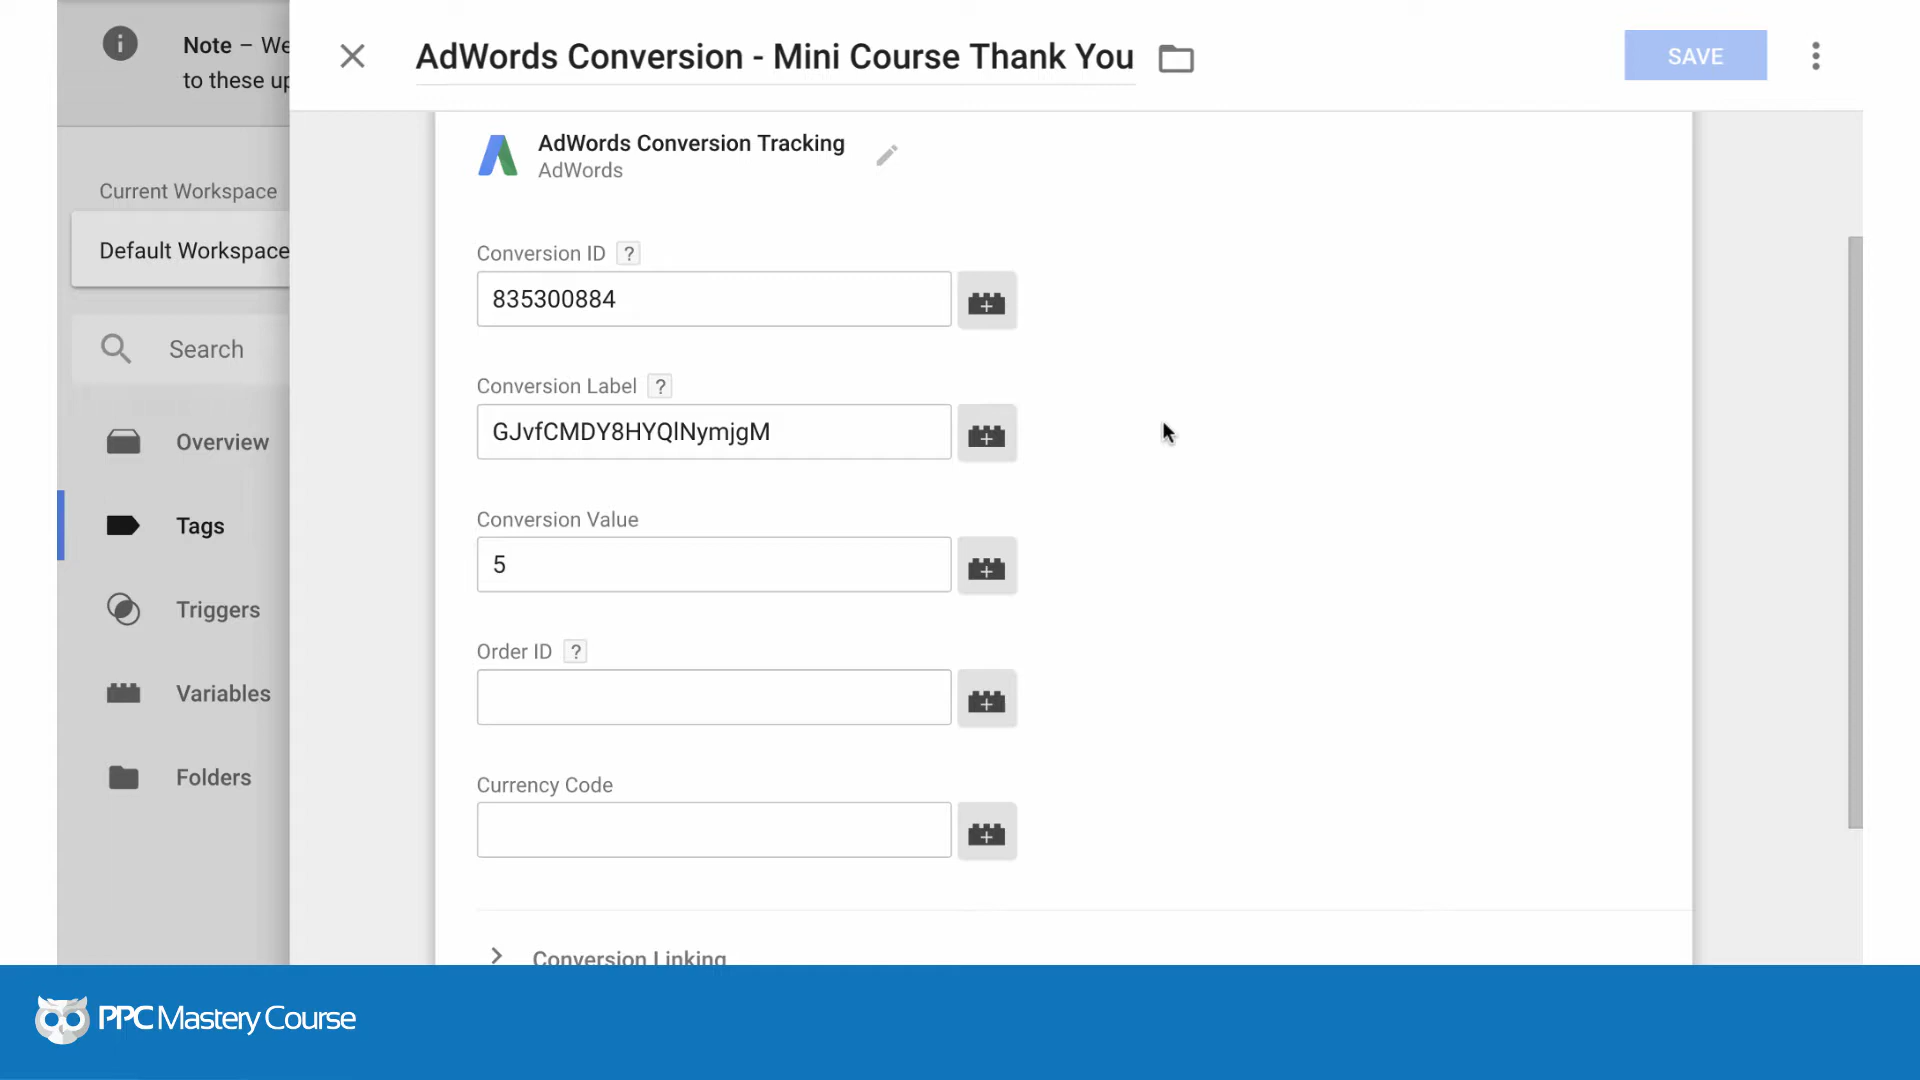 Note – We
to these up
AdWords Conversion - Mini Course Thank You
SAVE
Current Workspace
Default Workspace
Search
Overview
Tags
Triggers
Variables
Folders
AdWords Conversion Tracking
AdWords
Conversion ID ?
835300884
Conversion Label ?
GJvfCMDY8HYQlNymjgM
Conversion Value
5
Order ID ?
Currency Code
Conversion Linking
PPC Mastery Course